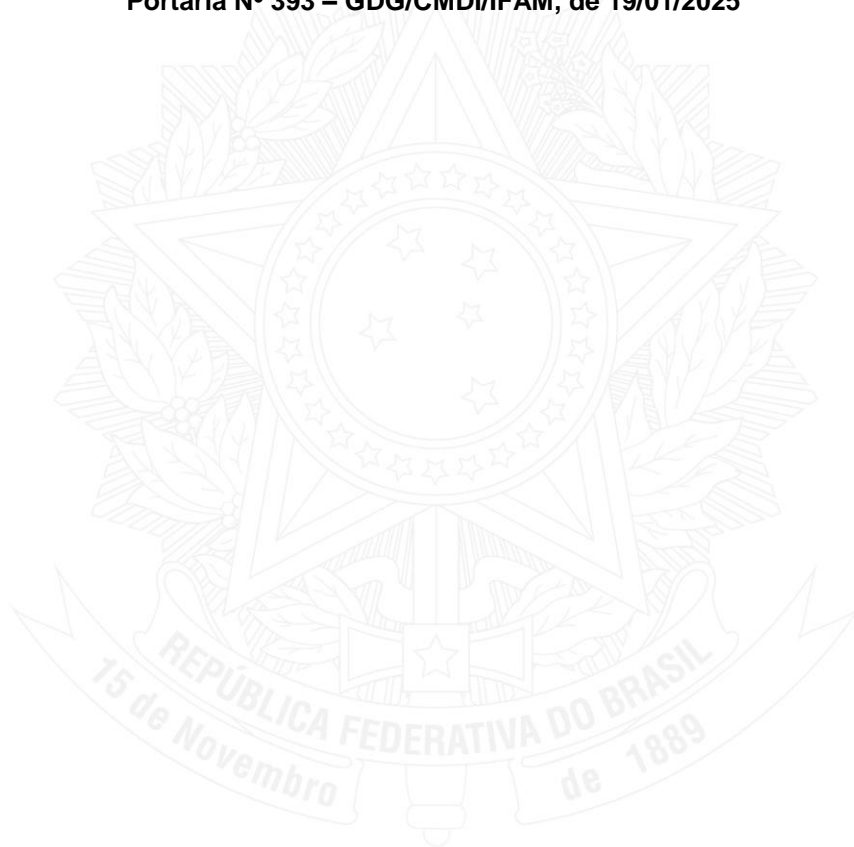 Portaria Nº 393 – GDG/CMDI/IFAM, de 19/01/2025
REPÚBLICA FEDERATIVA DO BRASIL
15 de Novembro de 1889